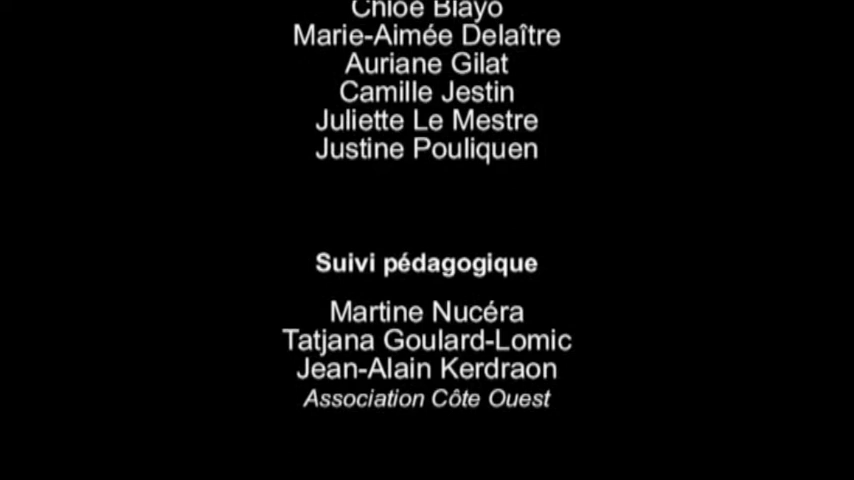 Chloé Blayo
Marie-Aimée Delaître
Auriane Gilat
Camille Jestin
Juliette Le Mestre
Justine Pouliquen
Suivi pédagogique
Martine Nucéra
Tatjana Goulard-Lomic
Jean-Alain Kerdraon
Association Côte Ouest